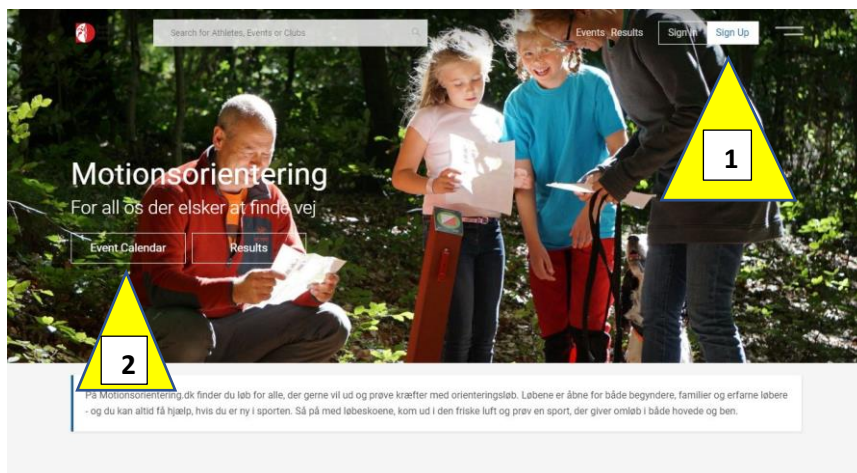 Search for Athletes, Events or Clubs
Events Results Sign In Sign Up
1
Motionsorientering
For all os der elsker at finde vej
Event Calendar Results
2
På Motionsorientering.dk finder du løb for alle, der gerne vil ud og prøve kræfter med orienteringsløb. Løbene er åbne for både begyndere, familier og erfarne løbere
- og du kan altid få hjælp, hvis du er ny i sporten. Så på med løbeskoene, kom ud i den friske luft og prøv en sport, der giver omløb i både hovede og ben.